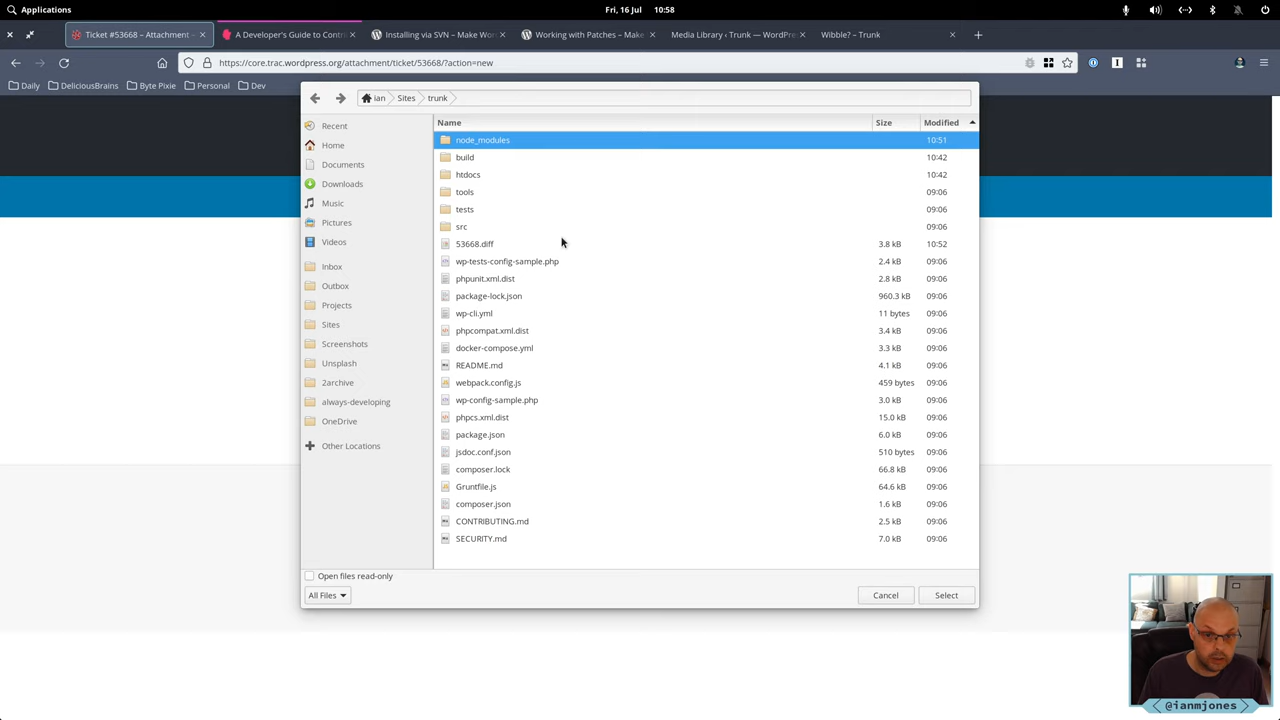 Applications
Fri, 16 Jul 10:58
Ticket #53668 – Attachment –
A Developer's Guide to Contri
Installing via SVN – Make Wor
Working with Patches – Make
Media Library ‹ Trunk — WordPres
Wibble? – Trunk
https://core.trac.wordpress.org/attachment/ticket/53668/?action=new
Daily
DeliciousBrains
Byte Pixie
Personal
Dev
ian
Sites
trunk
Name
Size
Modified
Recent
Home
Documents
Downloads
Music
Pictures
Videos
Inbox
Outbox
Projects
Sites
Screenshots
Unsplash
2archive
always-developing
OneDrive
Other Locations
node_modules 10:51
build 10:42
htdocs 10:42
tools 09:06
tests 09:06
src 09:06
53668.diff 3.8 kB 10:52
wp-tests-config-sample.php 2.4 kB 09:06
phpunit.xml.dist 2.8 kB 09:06
package-lock.json 960.3 kB 09:06
wp-cli.yml 11 bytes 09:06
phpcompat.xml.dist 3.4 kB 09:06
docker-compose.yml 3.3 kB 09:06
README.md 4.1 kB 09:06
webpack.config.js 459 bytes 09:06
wp-config-sample.php 3.0 kB 09:06
phpcs.xml.dist 15.0 kB 09:06
package.json 6.0 kB 09:06
jsdoc.conf.json 510 bytes 09:06
composer.lock 66.8 kB 09:06
Gruntfile.js 64.6 kB 09:06
composer.json 1.6 kB 09:06
CONTRIBUTING.md 2.5 kB 09:06
SECURITY.md 7.0 kB 09:06
Open files read-only
All Files
Cancel
Select
@ianmjones